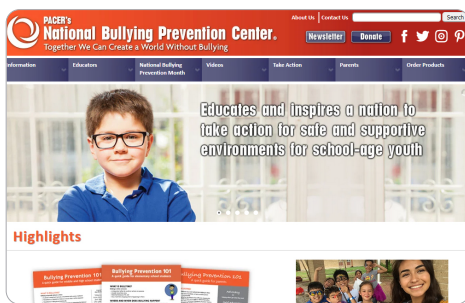 About Us | Contact Us
Search
PACER's
National Bullying Prevention Center®
Together We Can Create a World Without Bullying
Newsletter
Donate
Information
Educators
National Bullying
Prevention Month
Videos
Take Action
Parents
Order Products
Educates and inspires a nation to
take action for safe and supportive
environments for school-age youth
Highlights
Bullying Prevention 101
Bullying Prevention 101
Bullying Prevention 101